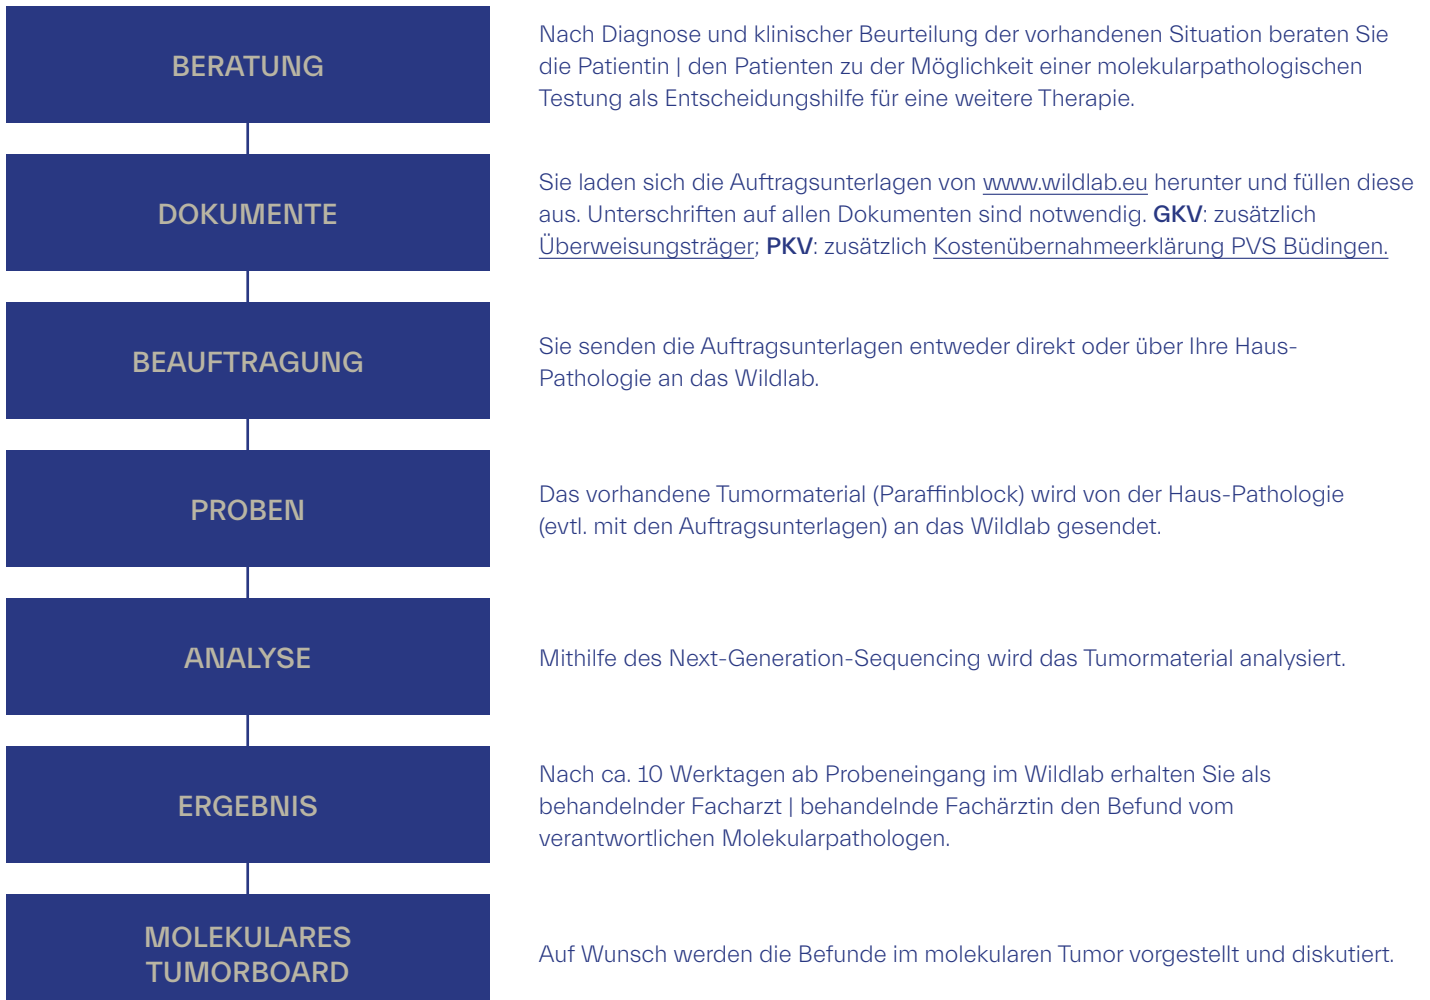 BERATUNG
Nach Diagnose und klinischer Beurteilung der vorhandenen Situation beraten Sie
die Patientin | den Patienten zu der Möglichkeit einer molekularpathologischen
Testung als Entscheidungshilfe für eine weitere Therapie.
DOKUMENTE
Sie laden sich die Auftragsunterlagen von www.wildlab.eu herunter und füllen diese
aus. Unterschriften auf allen Dokumenten sind notwendig. GKV: zusätzlich
Überweisungsträger; PKV: zusätzlich Kostenübernahmeerklärung PVS Büdingen.
BEAUFTRAGUNG
Sie senden die Auftragsunterlagen entweder direkt oder über Ihre Haus-
Pathologie an das Wildlab.
PROBEN
Das vorhandene Tumormaterial (Paraffinblock) wird von der Haus-Pathologie
(evtl. mit den Auftragsunterlagen) an das Wildlab gesendet.
ANALYSE
Mithilfe des Next-Generation-Sequencing wird das Tumormaterial analysiert.
ERGEBNIS
Nach ca. 10 Werktagen ab Probeneingang im Wildlab erhalten Sie als
behandelnder Facharzt | behandelnde Fachärztin den Befund vom
verantwortlichen Molekularpathologen.
MOLEKULARES
TUMORBOARD
Auf Wunsch werden die Befunde im molekularen Tumor vorgestellt und diskutiert.